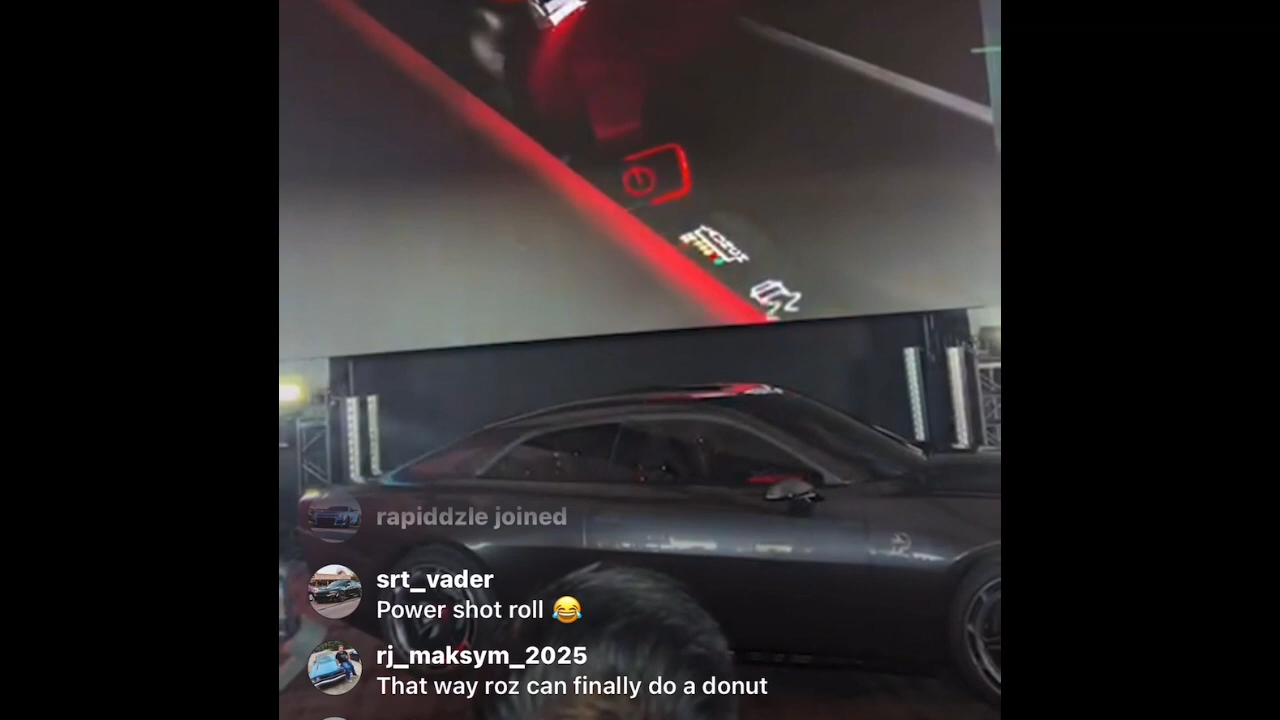 rapiddzle joined
srt_vader
Power shot roll 😂
rj_maksym_2025
That way roz can finally do a donut